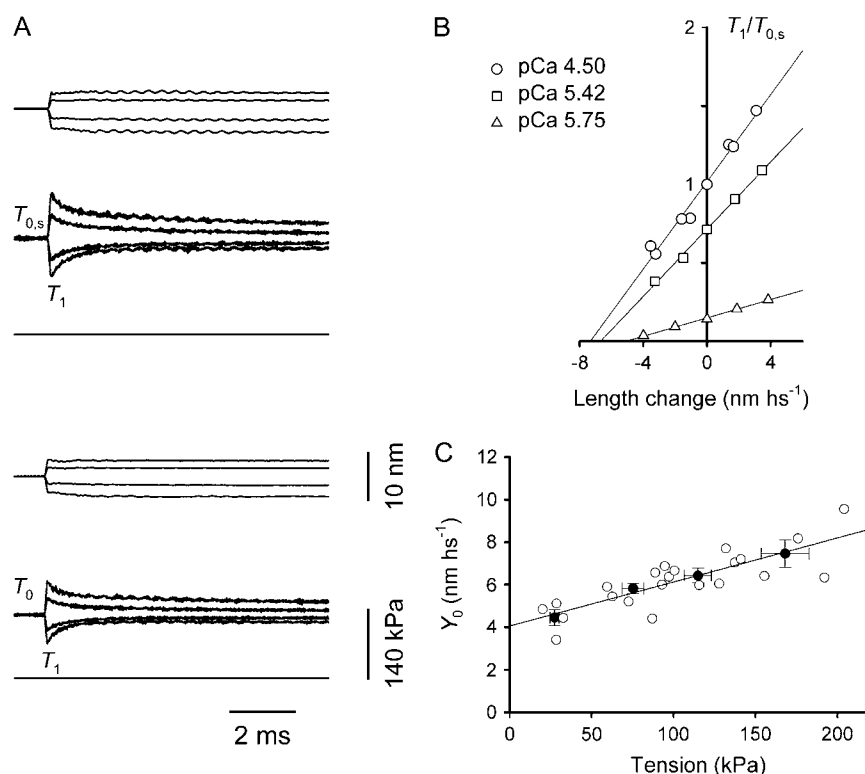 A
T0,s
T1
10 nm
T0
T1
140 kPa
2 ms
B
T1/T0,s
○ pCa 4.50
□ pCa 5.42
△ pCa 5.75
2
1
-8 -4 0 4
Length change (nm hs⁻¹)
C
Y0 (nm hs⁻¹)
12
10
8
6
4
2
0
0 50 100 150 200
Tension (kPa)